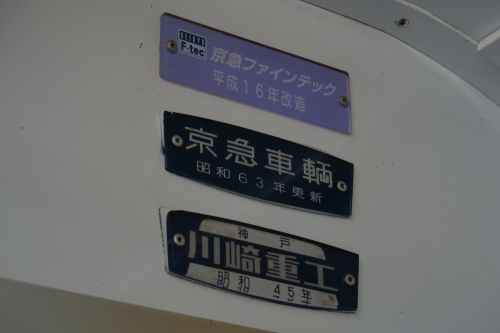 KEIKYU
F-tec 京急ファインテック
平成16年改造
京急車輌
昭和63年更新
神戸
川崎重工
昭和 45年